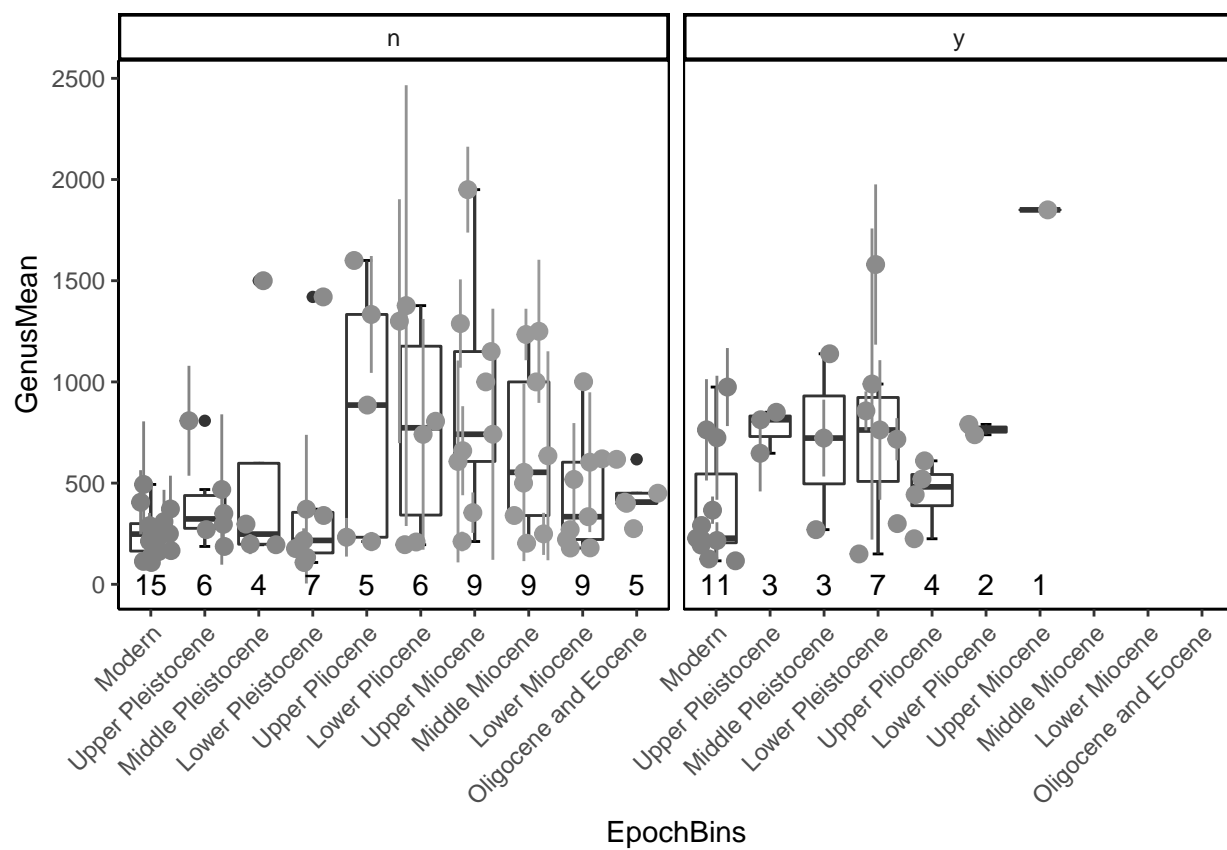 n
y
GenusMean
2500
2000
1500
1000
500
0
15 6 4 7 5 6 9 9 9 5
11 3 3 7 4 2 1
Modern
Upper Pleistocene
Middle Pleistocene
Lower Pleistocene
Upper Pliocene
Lower Pliocene
Upper Miocene
Middle Miocene
Lower Miocene
Oligocene and Eocene
Modern
Upper Pleistocene
Middle Pleistocene
Lower Pleistocene
Upper Pliocene
Lower Pliocene
Upper Miocene
Middle Miocene
Lower Miocene
Oligocene and Eocene
EpochBins